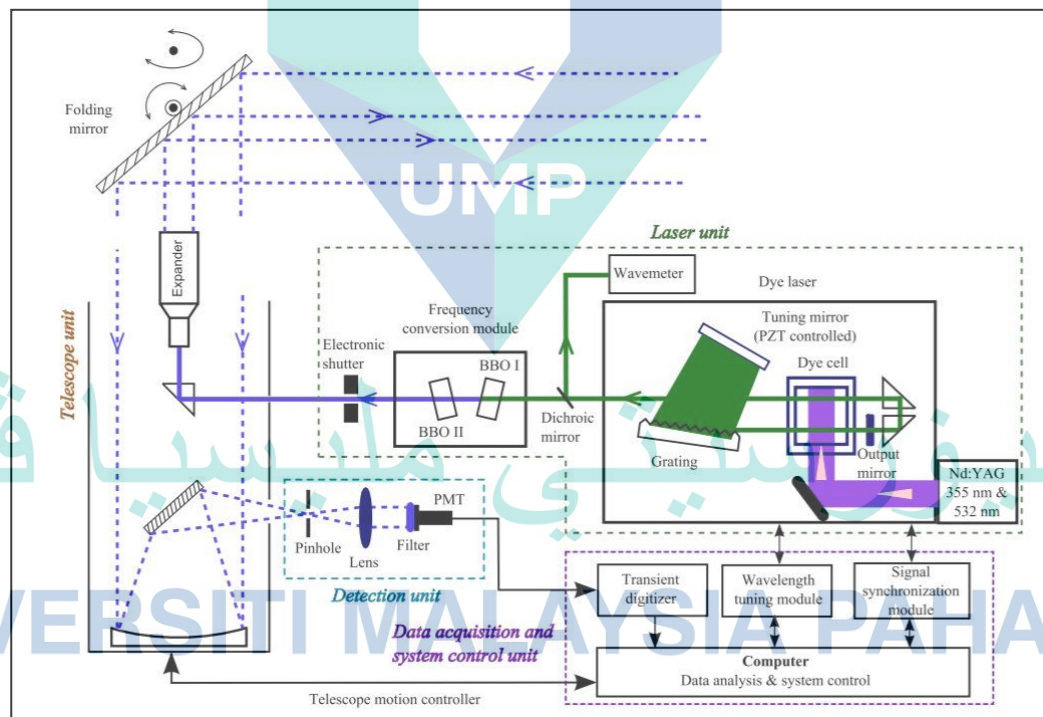 Folding
mirror
UMP
Laser unit
Expander
Wavemeter
Dye laser
Telescope unit
Frequency
conversion module
Electronic
shutter
BBO I
BBO II
Dichroic
mirror
Tuning mirror
(PZT controlled)
Dye cell
Grating
Output
mirror
Nd:YAG
355 nm &
532 nm
PMT
Pinhole
Lens
Filter
Detection unit
Transient
digitizer
Wavelength
tuning module
Signal
synchronization
module
Data acquisition and
system control unit
Computer
Data analysis & system control
Telescope motion controller
VERSITI MALAYSIA PAHA